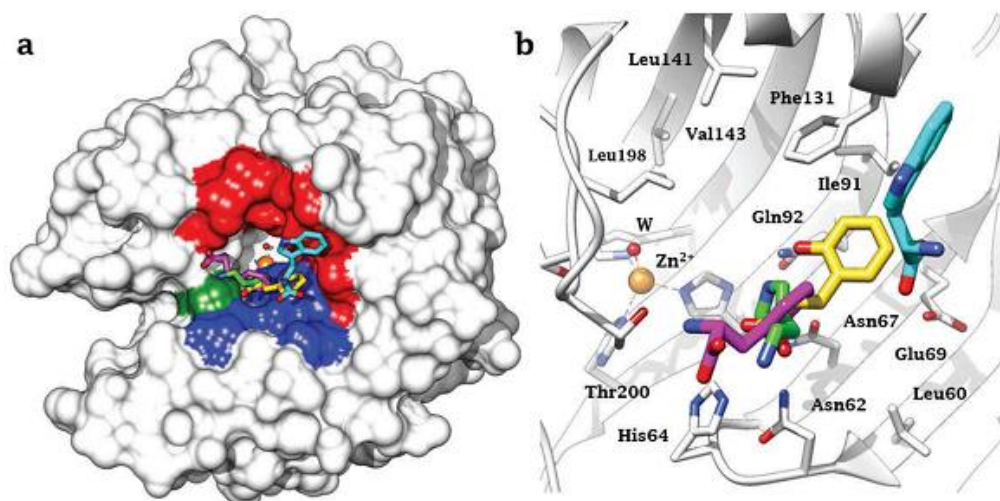 a
b
Leu141
Phe131
Val143
Leu198
Ile91
W
Gln92
Zn²⁺
Asn67
Glu69
Thr200
Asn62
Leu60
His64